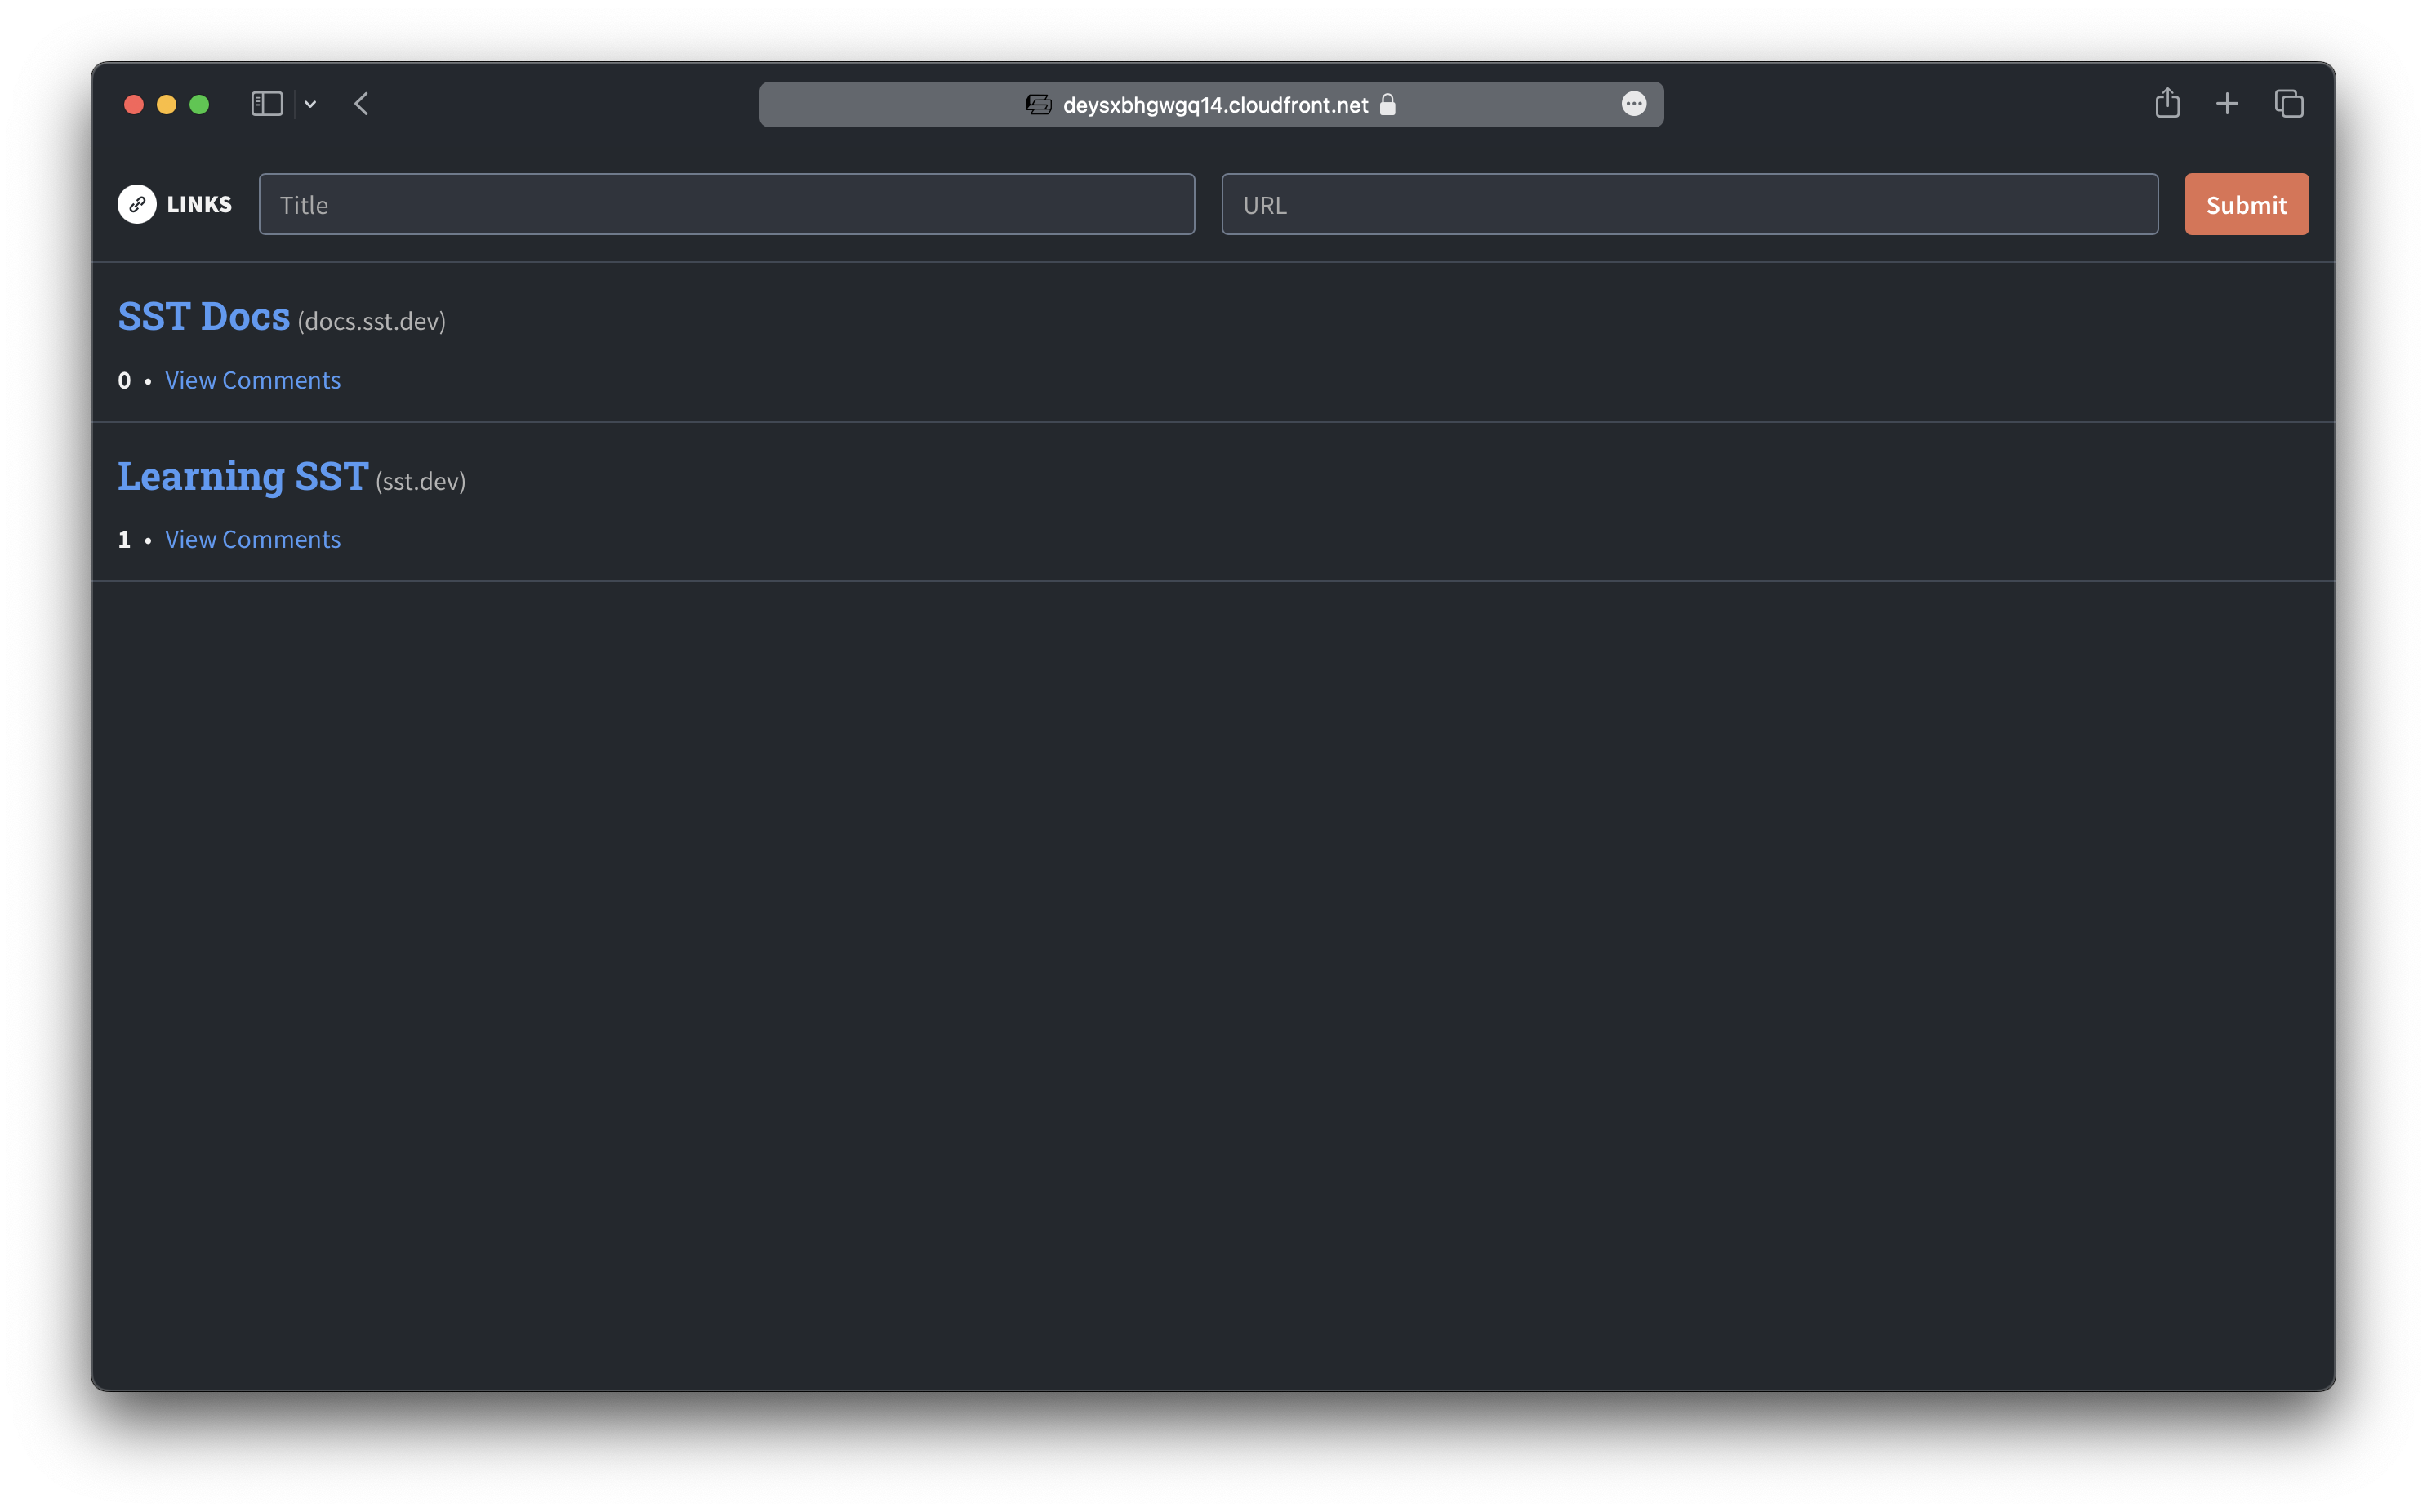 deysxbhgwgq14.cloudfront.net
LINKS Title URL Submit
SST Docs (docs.sst.dev)
0 • View Comments
Learning SST (sst.dev)
1 • View Comments